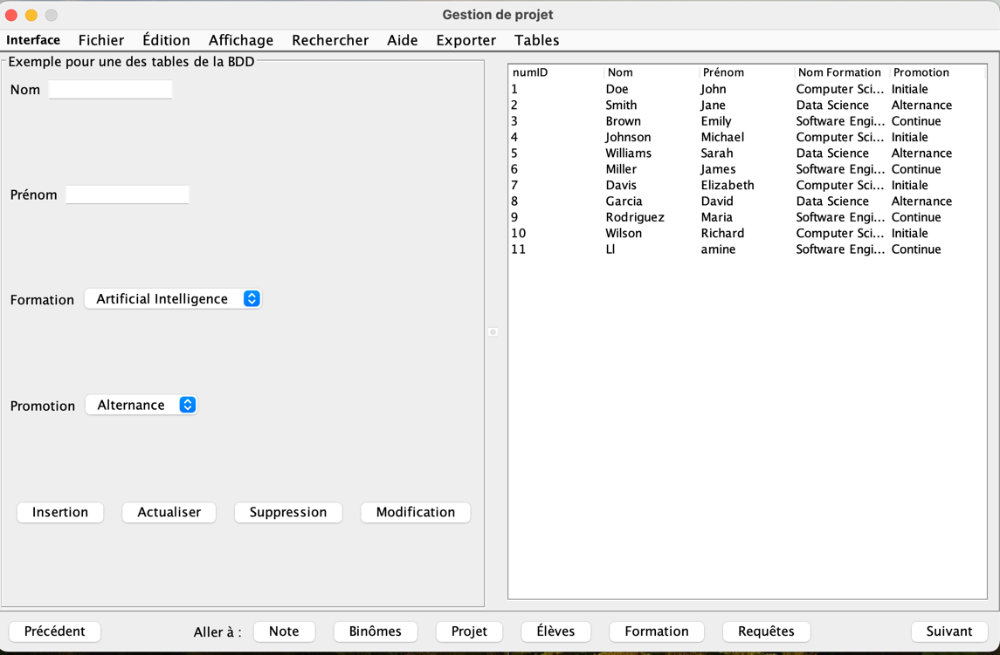 Gestion de projet
Interface Fichier Édition Affichage Rechercher Aide Exporter Tables
Exemple pour une des tables de la BDD
Nom
Prénom
Formation Artificial Intelligence
Promotion Alternance
Insertion Actualiser Suppression Modification
numID Nom Prénom Nom Formation Promotion
1 Doe John Computer Sci... Initiale
2 Smith Jane Data Science Alternance
3 Brown Emily Software Engi... Continue
4 Johnson Michael Computer Sci... Initiale
5 Williams Sarah Data Science Alternance
6 Miller James Software Engi... Continue
7 Davis Elizabeth Computer Sci... Initiale
8 Garcia David Data Science Alternance
9 Rodriguez Maria Software Engi... Continue
10 Wilson Richard Computer Sci... Initiale
11 Ll amine Software Engi... Continue
Précédent Aller à : Note Binômes Projet Élèves Formation Requêtes Suivant